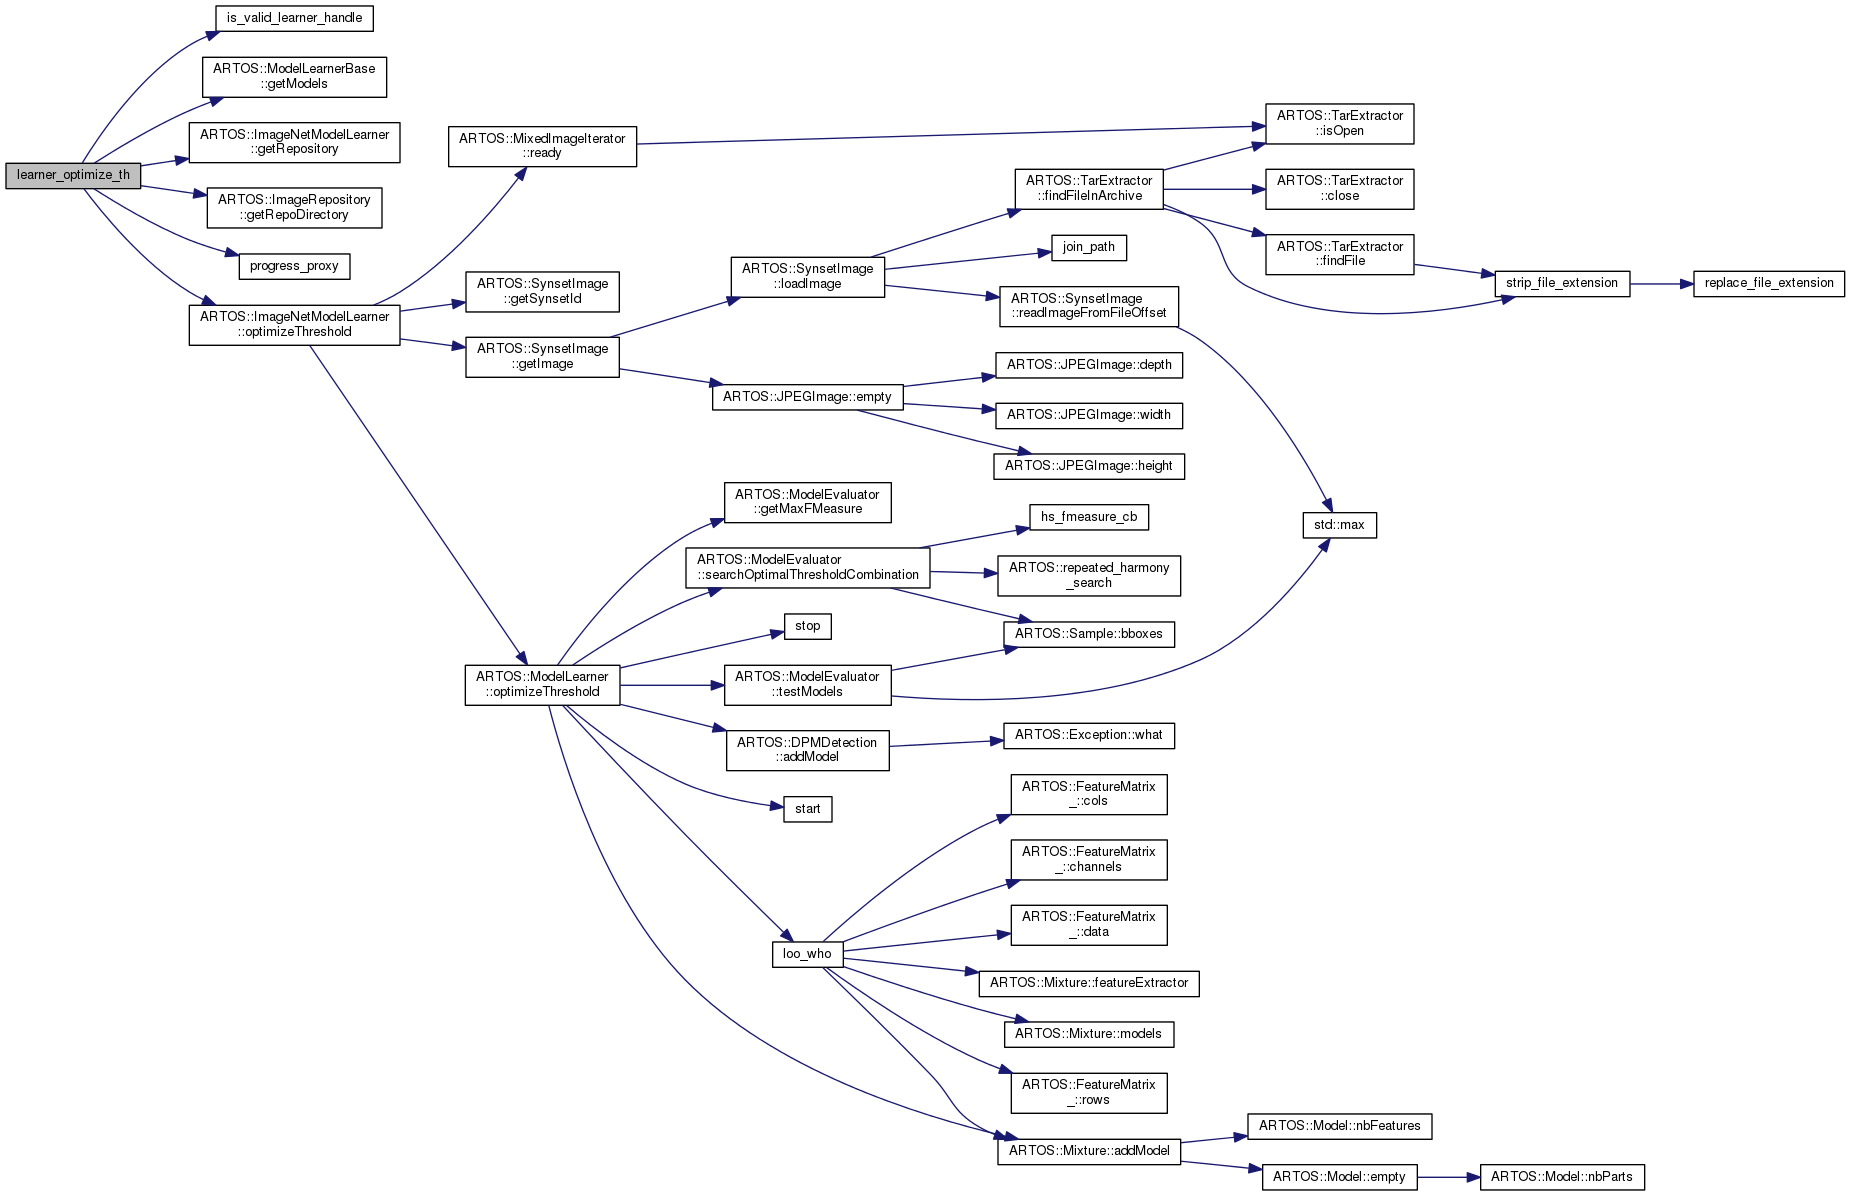 learner_optimize_th
is_valid_learner_handle
ARTOS::ModelLearnerBase
::getModels
ARTOS::ImageNetModelLearner
::getRepository
ARTOS::ImageRepository
::getRepoDirectory
progress_proxy
ARTOS::ImageNetModelLearner
::optimizeThreshold
ARTOS::MixedImageIterator
::ready
ARTOS::SynsetImage
::getSynsetId
ARTOS::SynsetImage
::getImage
ARTOS::ModelLearner
::optimizeThreshold
ARTOS::SynsetImage
::loadImage
ARTOS::JPEGImage::empty
ARTOS::ModelEvaluator
::getMaxFMeasure
ARTOS::ModelEvaluator
::searchOptimalThresholdCombination
stop
ARTOS::ModelEvaluator
::testModels
ARTOS::DPMDetection
::addModel
start
loo_who
ARTOS::TarExtractor
::findFileInArchive
join_path
ARTOS::SynsetImage
::readImageFromFileOffset
ARTOS::JPEGImage::depth
ARTOS::JPEGImage::width
ARTOS::JPEGImage::height
hs_fmeasure_cb
ARTOS::repeated_harmony
_search
ARTOS::Sample::bboxes
ARTOS::Exception::what
ARTOS::FeatureMatrix
_::cols
ARTOS::FeatureMatrix
_::channels
ARTOS::FeatureMatrix
_::data
ARTOS::Mixture::featureExtractor
ARTOS::Mixture::models
ARTOS::FeatureMatrix
_::rows
ARTOS::Mixture::addModel
ARTOS::TarExtractor
::isOpen
ARTOS::TarExtractor
::close
ARTOS::TarExtractor
::findFile
std::max
ARTOS::Model::nbFeatures
ARTOS::Model::empty
strip_file_extension
ARTOS::Model::nbParts
replace_file_extension